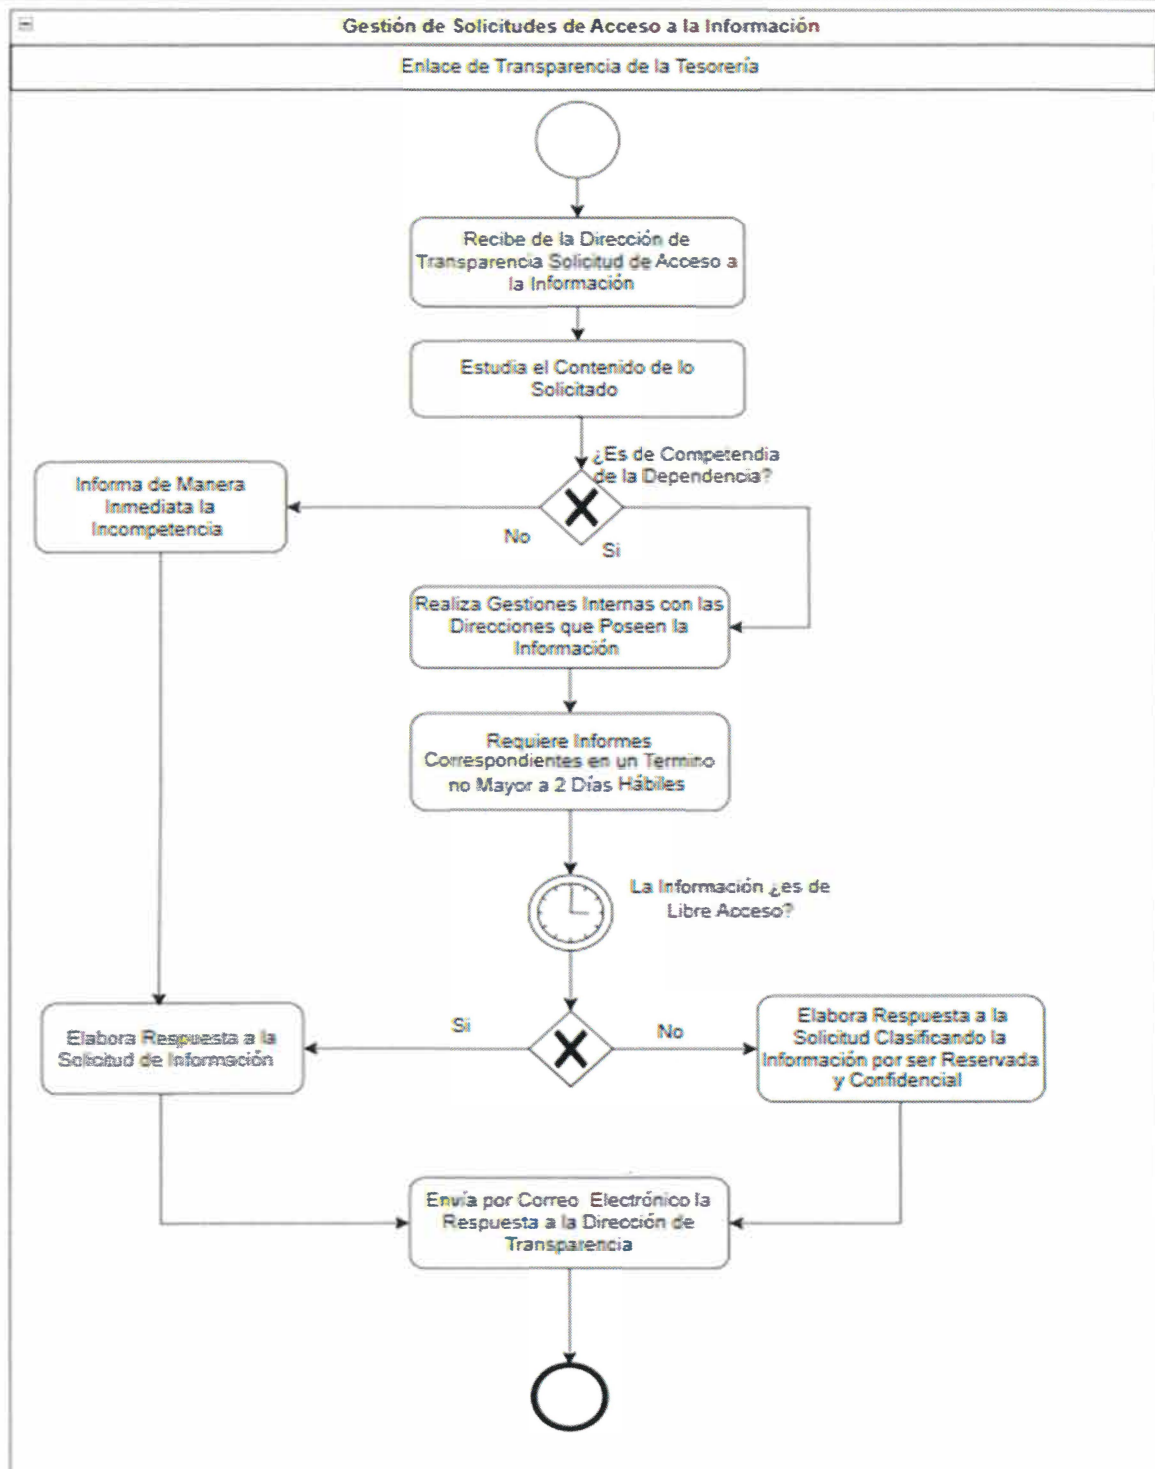 Gestión de Solicitudes de Acceso a la Información
Enlace de Transparencia de la Tesorería
Recibe de la Dirección de
Transparencia Solicitud de Acceso a
la Información
Estudia el Contenido de lo
Solicitado
¿Es de Competendia
de la Dependencia?
Informa de Manera
Inmediata la
Incompetencia
No
Si
Realiza Gestiones Internas con las
Direcciones que Poseen la
Información
Requiere Informes
Correspondientes en un Termino
no Mayor a 2 Días Hábiles
La Información ¿es de
Libre Acceso?
Elabora Respuesta a la
Solicitud de Información
Si
No
Elabora Respuesta a la
Solicitud Clasificando la
Información por ser Reservada
y Confidencial
Envía por Correo Electrónico la
Respuesta a la Dirección de
Transparencia